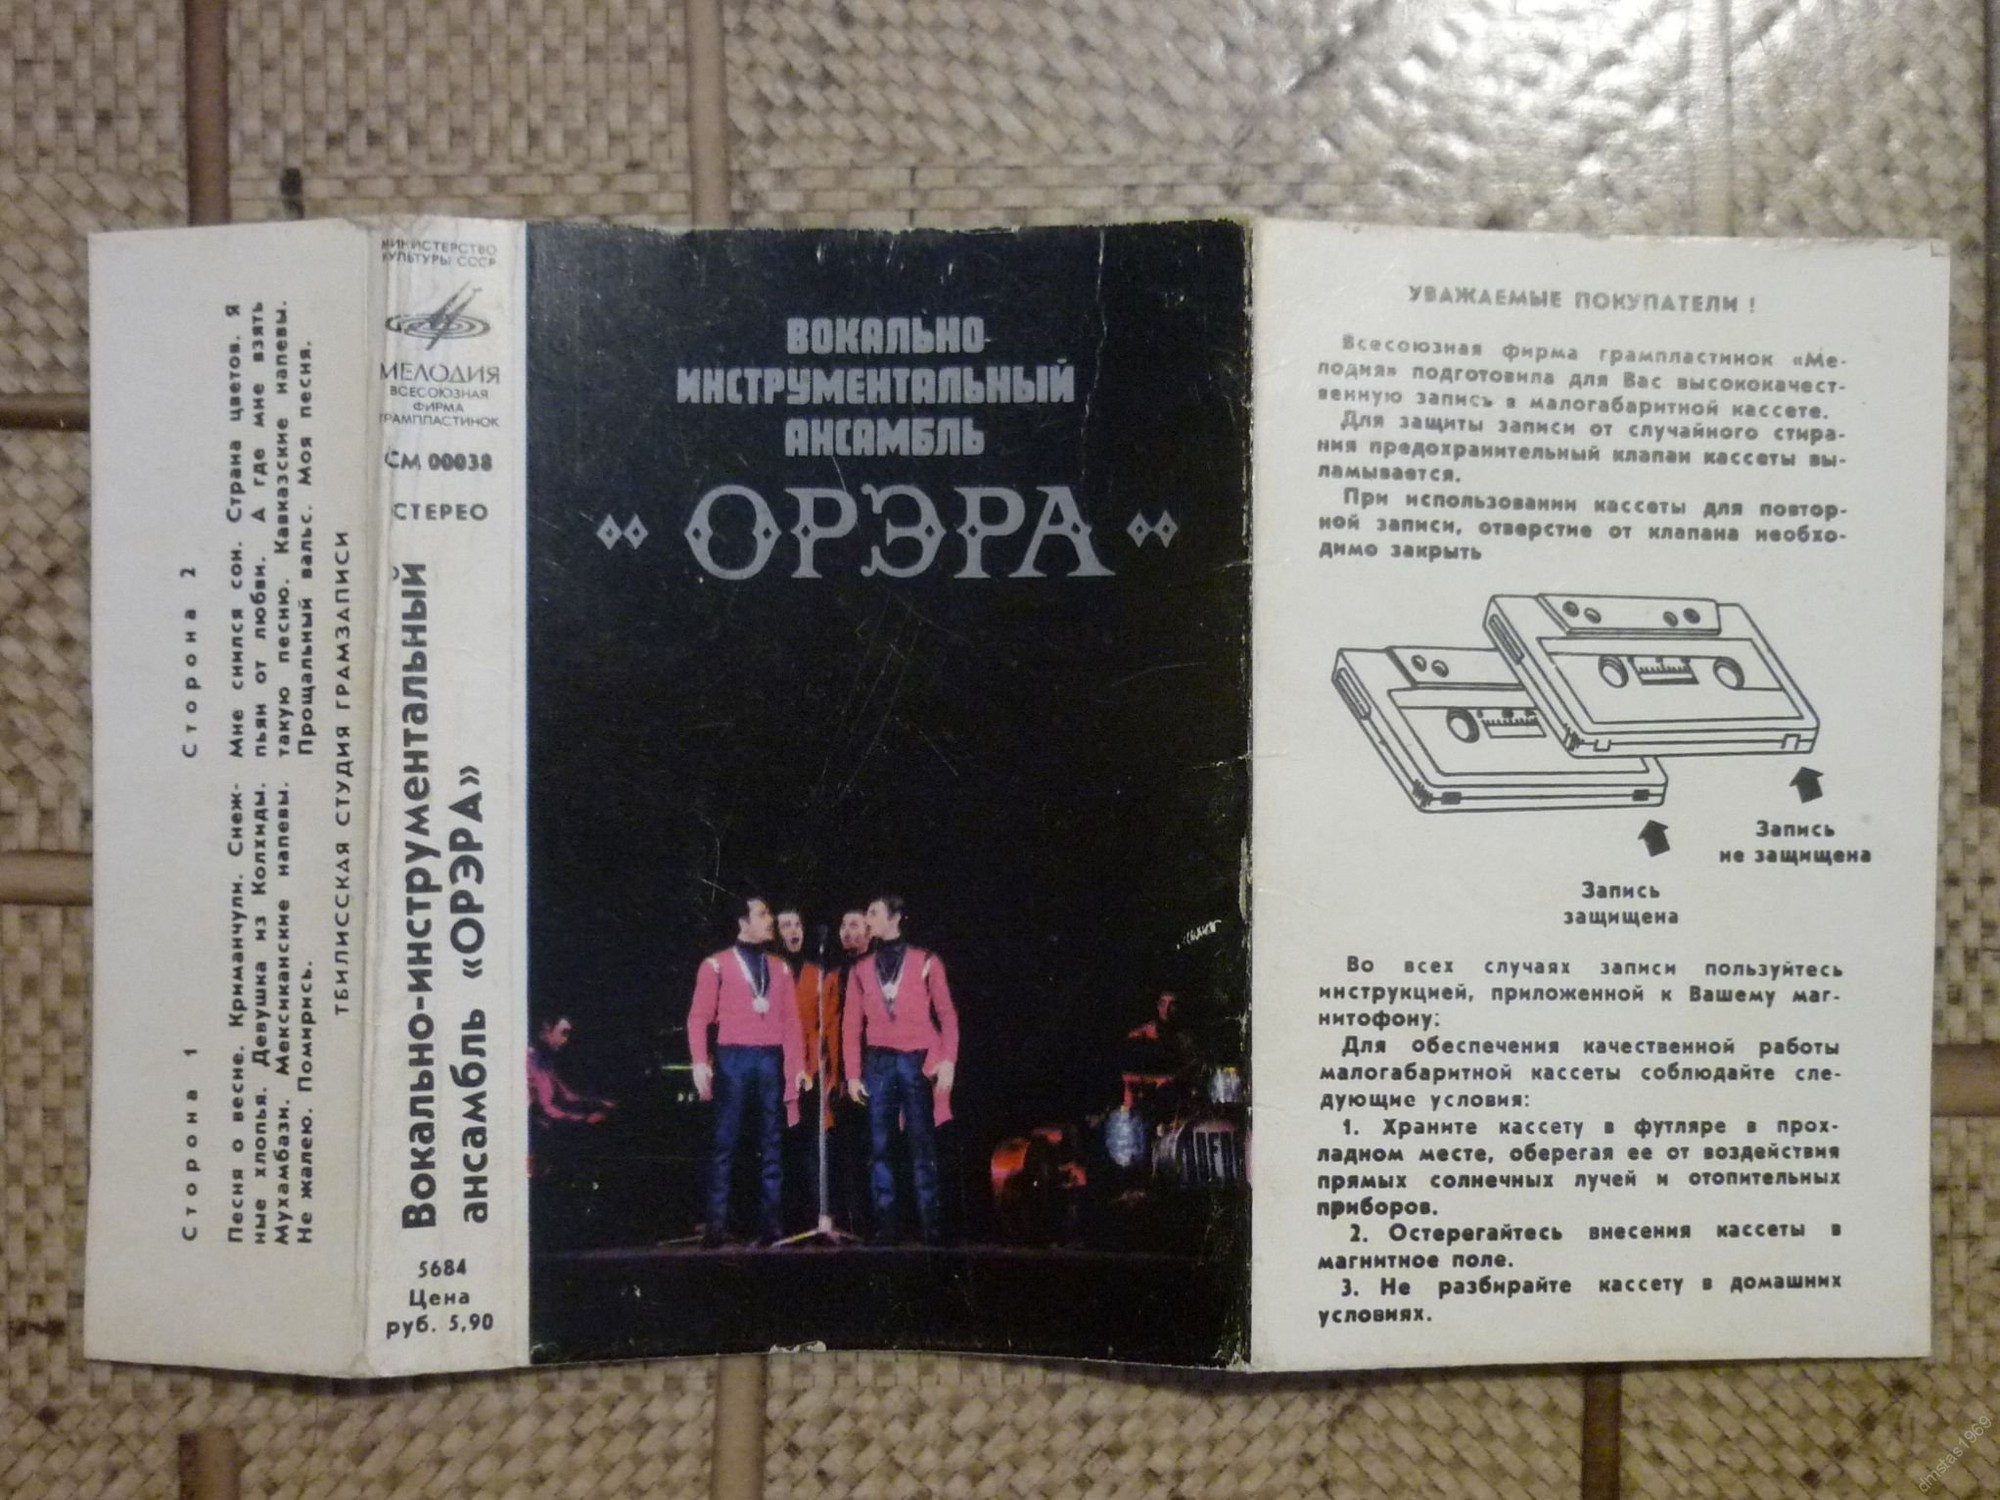 Сторона 1
Песня о весне. Криманчули. Снеж-
ные хлопья. Девушка из Колхиды.
Мухамбази. Мексиканские напевы.
Не жалею. Помирись.
Сторона 2
Мне снился сон. Страна цветов. Я
пьян от любви. А где мне взять
такую песню. Кавказские напевы.
Прощальный вальс. Моя песня.
ТБИЛИССКАЯ СТУДИЯ ГРАМЗАПИСИ
МИНИСТЕРСТВО
КУЛЬТУРЫ СССР
МЕЛОДИЯ
ВСЕСОЮЗНАЯ
ФИРМА
ГРАМПЛАСТИНОК
СМ 00038
СТЕРЕО
Вокально-инструментальный
ансамбль «ОРЭРА»
5684
Цена
руб. 5,90
ВОКАЛЬНО
ИНСТРУМЕНТАЛЬНЫЙ
АНСАМБЛЬ
ОРЭРА
УВАЖАЕМЫЕ ПОКУПАТЕЛИ!
Всесоюзная фирма грампластинок «Ме-
лодия» подготовила для Вас высококачест-
венную запись в малогабаритной кассете.
Для защиты записи от случайного стира-
ния предохранительный клапан кассеты вы-
ламывается.
При использовании кассеты для повтор-
ной записи, отверстие от клапана необхо-
димо закрыть
Запись
не защищена
Запись
защищена
Во всех случаях записи пользуйтесь
инструкцией, приложенной к Вашему маг-
нитофону:
Для обеспечения качественной работы
малогабаритной кассеты соблюдайте сле-
дующие условия:
1. Храните кассету в футляре в прох-
ладном месте, оберегая ее от воздействия
прямых солнечных лучей и отопительных
приборов.
2. Остерегайтесь внесения кассеты в
магнитное поле.
3. Не разбирайте кассету в домашних
условиях.
dmstas1969